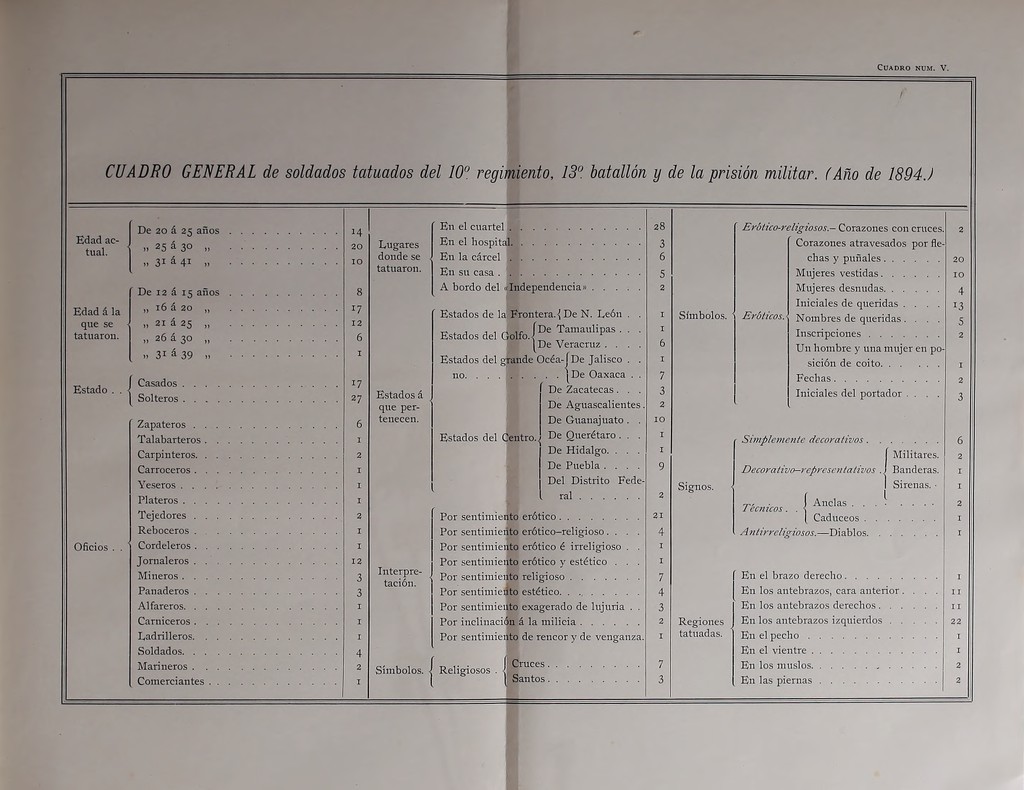 CUADRO NUM. V.
CUADRO GENERAL de soldados tatuados del 10º regimiento, 13º batallón y de la prisión militar. (Año de 1894.)
Edad ac-
tual.
De 20 á 25 años . . . . . . . . . . 14
„ 25 á 30 „ . . . . . . . . . . 20
„ 31 á 41 „ . . . . . . . . . . 10
Edad á la
que se
tatuaron.
De 12 á 15 años . . . . . . . . . . 8
„ 16 á 20 „ . . . . . . . . . . 17
„ 21 á 25 „ . . . . . . . . . . 12
„ 26 á 30 „ . . . . . . . . . . 6
„ 31 á 39 „ . . . . . . . . . . 1
Estado . .
Casados . . . . . . . . . . . . 17
Solteros . . . . . . . . . . . . 27
Oficios . .
Zapateros . . . . . . . . . . . 6
Talabarteros . . . . . . . . . . 1
Carpinteros. . . . . . . . . . . 2
Carroceros . . . . . . . . . . . 1
Yeseros . . . . . . . . . . . . 1
Plateros . . . . . . . . . . . . 1
Tejedores . . . . . . . . . . . 2
Reboceros . . . . . . . . . . . 1
Cordeleros . . . . . . . . . . . 1
Jornaleros . . . . . . . . . . . 12
Mineros . . . . . . . . . . . . 3
Panaderos . . . . . . . . . . . 3
Alfareros. . . . . . . . . . . . 1
Carniceros . . . . . . . . . . . 1
Ladrilleros. . . . . . . . . . . 1
Soldados. . . . . . . . . . . . 4
Marineros . . . . . . . . . . . 2
Comerciantes . . . . . . . . . . 1
Lugares
donde se
tatuaron.
En el cuartel . . . . . . . . . . 28
En el hospital. . . . . . . . . . 3
En la cárcel . . . . . . . . . . 6
En su casa . . . . . . . . . . . 5
A bordo del «Independencia» . . . . . 2
Estados á
que per-
tenecen.
Estados de la Frontera. De N. León . . 1
Estados del Golfo. De Tamaulipas . . . 1
De Veracruz . . . . 6
Estados del grande Océa- De Jalisco . . 1
no. . . . . . . . . De Oaxaca . . 7
Estados del Centro.
De Zacatecas. . . 3
De Aguascalientes. 2
De Guanajuato . . 10
De Querétaro . . . 1
De Hidalgo. . . . 1
De Puebla . . . . 9
Del Distrito Fede-
ral . . . . . . 2
Interpre-
tación.
Por sentimiento erótico . . . . . . . . 21
Por sentimiento erótico-religioso . . . . 4
Por sentimiento erótico é irreligioso . . 1
Por sentimiento erótico y estético . . . 1
Por sentimiento religioso . . . . . . . 7
Por sentimiento estético. . . . . . . . 4
Por sentimiento exagerado de lujuria . . 3
Por inclinación á la milicia . . . . . . 2
Por sentimiento de rencor y de venganza. 1
Símbolos. Religiosos .
Cruces. . . . . . . . . 7
Santos. . . . . . . . . 3
Símbolos.
Erótico-religiosos.— Corazones con cruces. 2
Eróticos.
Corazones atravesados por fle-
chas y puñales. . . . . . 20
Mujeres vestidas. . . . . . 10
Mujeres desnudas. . . . . . 4
Iniciales de queridas . . . . 13
Nombres de queridas . . . . 5
Inscripciones . . . . . . . 2
Un hombre y una mujer en po-
sición de coito. . . . . . 1
Fechas. . . . . . . . . 2
Iniciales del portador . . . . 3
Signos.
Simplemente decorativos . . . . . . . 6
Decorativo-representativos .
Militares. 2
Banderas. 1
Sirenas. . 1
Técnicos. . .
Anclas . . . . . . . . 2
Caduceos . . . . . . . 1
Antirreligiosos.—Diablos. . . . . . . 1
Regiones
tatuadas.
En el brazo derecho. . . . . . . . . 1
En los antebrazos, cara anterior . . . . 11
En los antebrazos derechos . . . . . . 11
En los antebrazos izquierdos . . . . . 22
En el pecho . . . . . . . . . . . 1
En el vientre . . . . . . . . . . . 1
En los muslos. . . . . . . . . . . 2
En las piernas . . . . . . . . . . 2